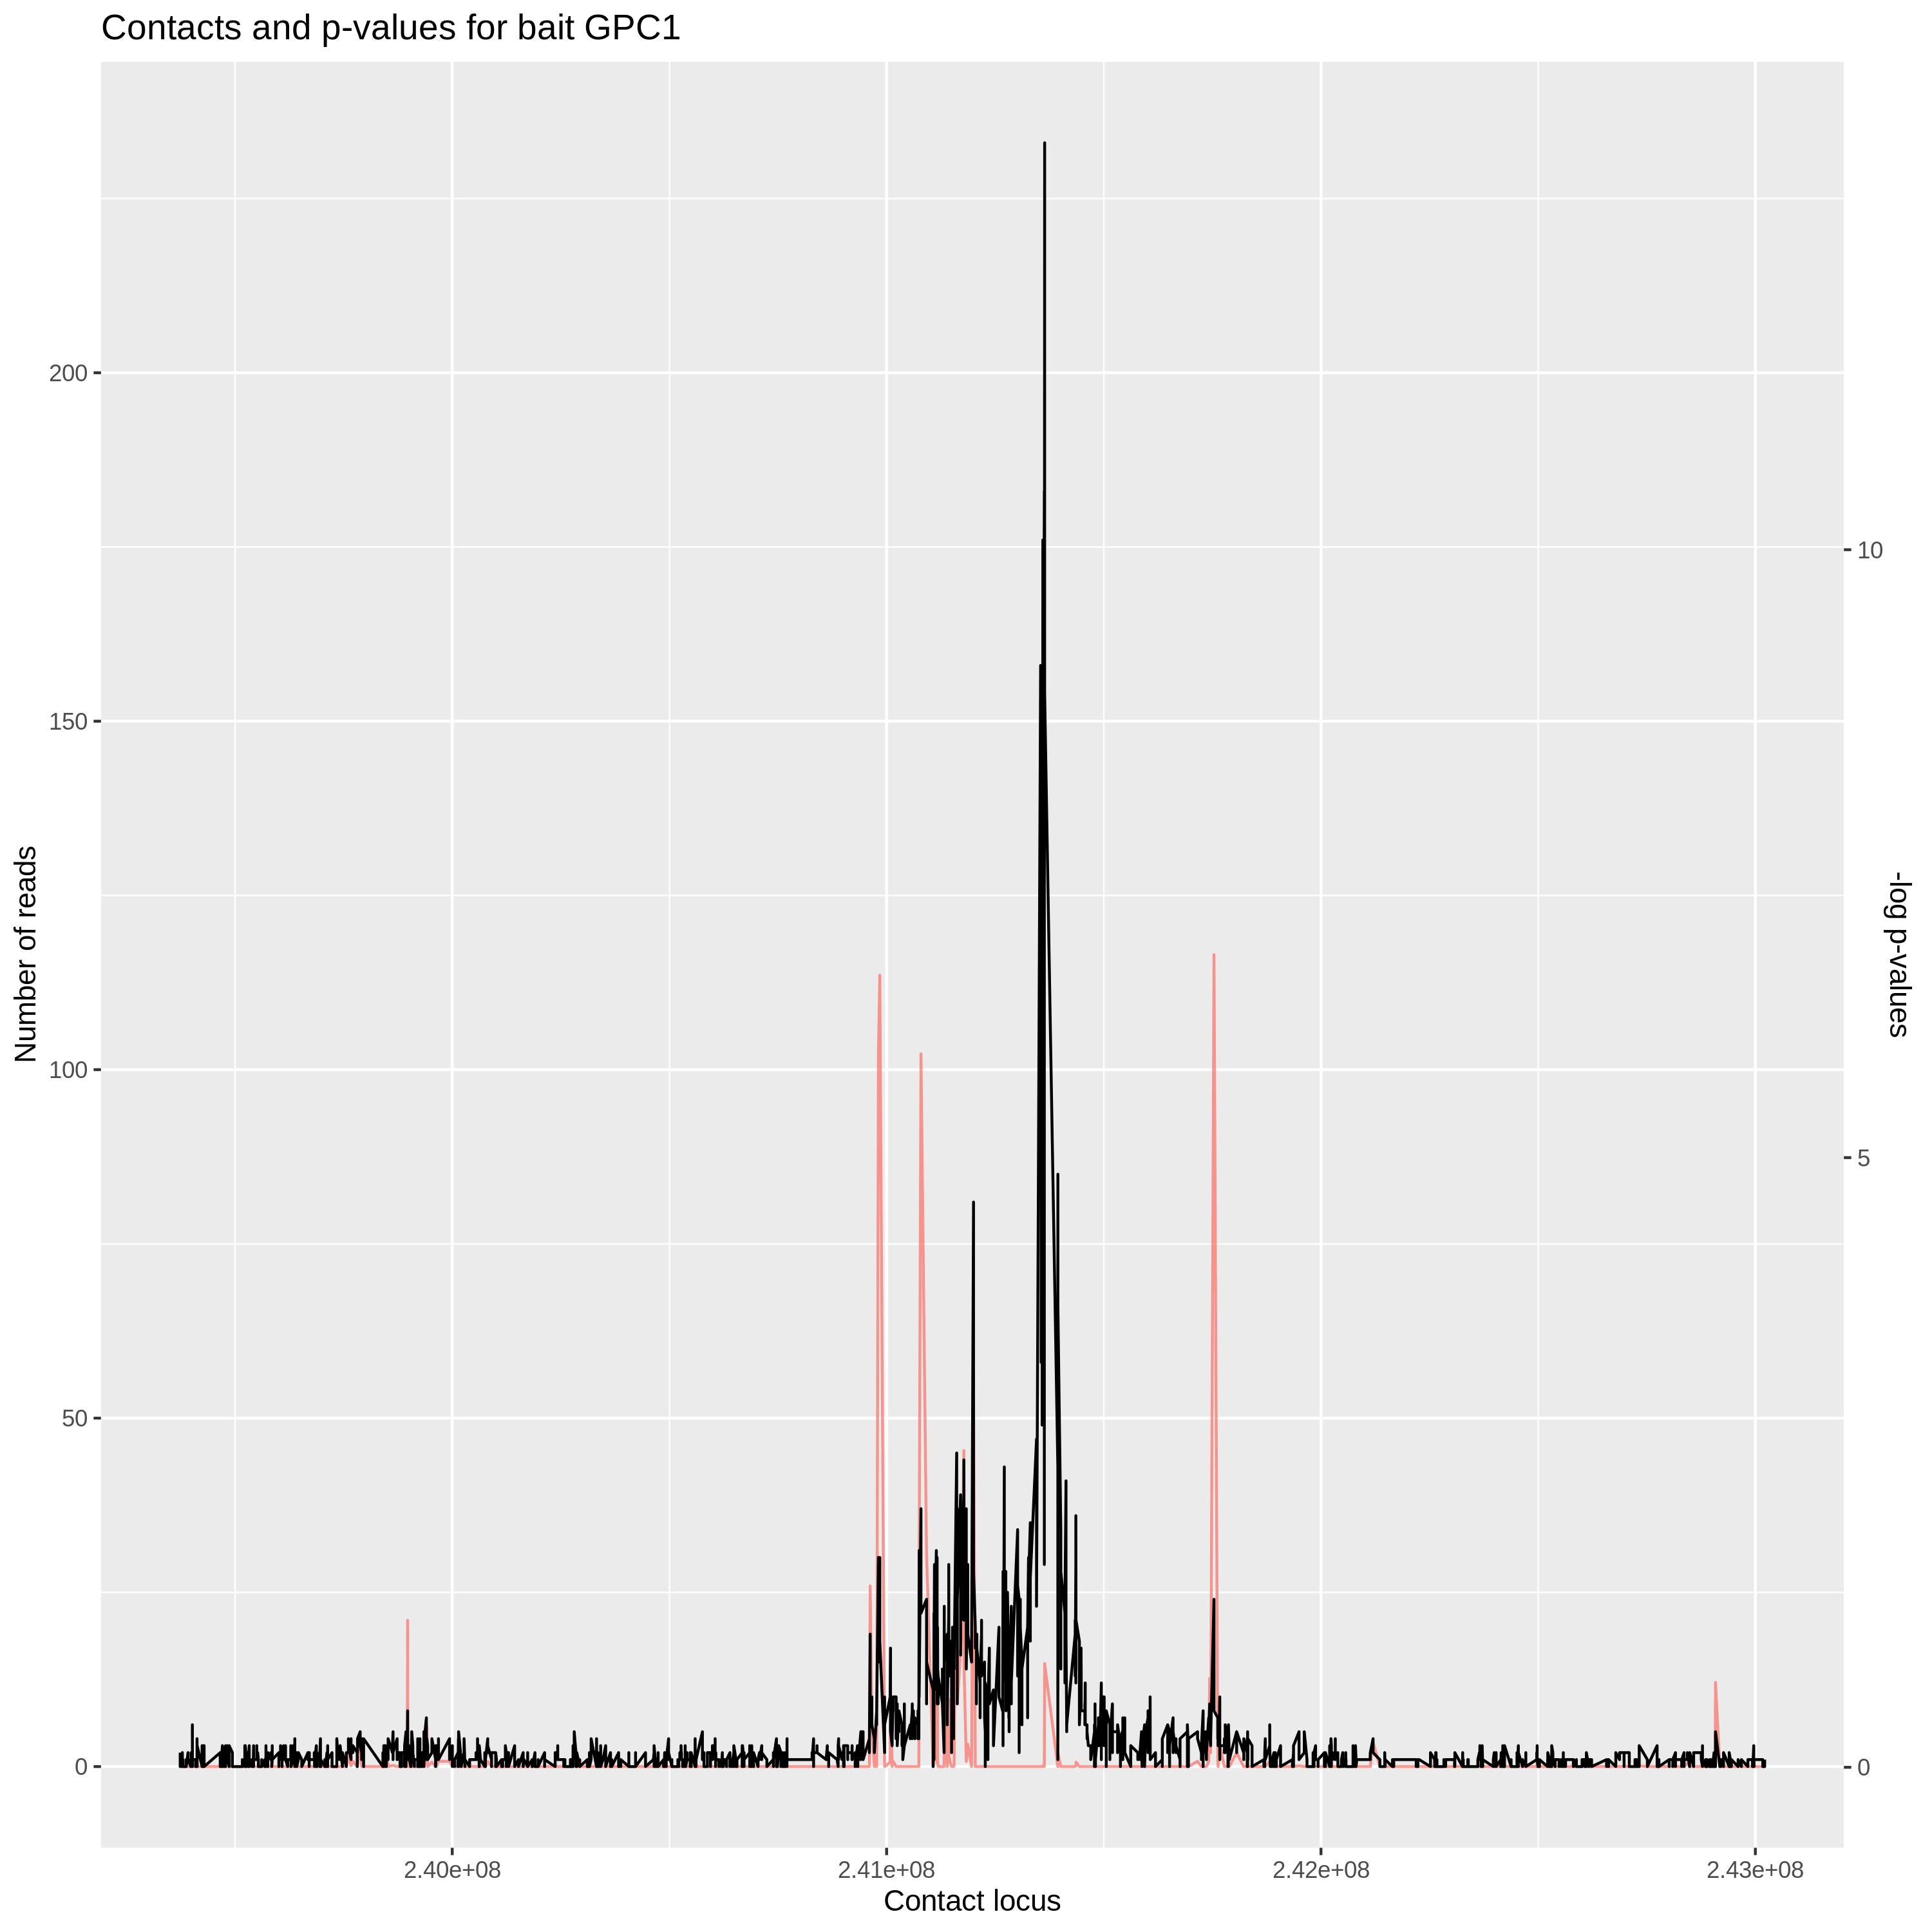 Contacts and p-values for bait GPC1
200
150
100
50
0
Number of reads
10
5
0
-log p-values
2.40e+08
2.41e+08
2.42e+08
2.43e+08
Contact locus